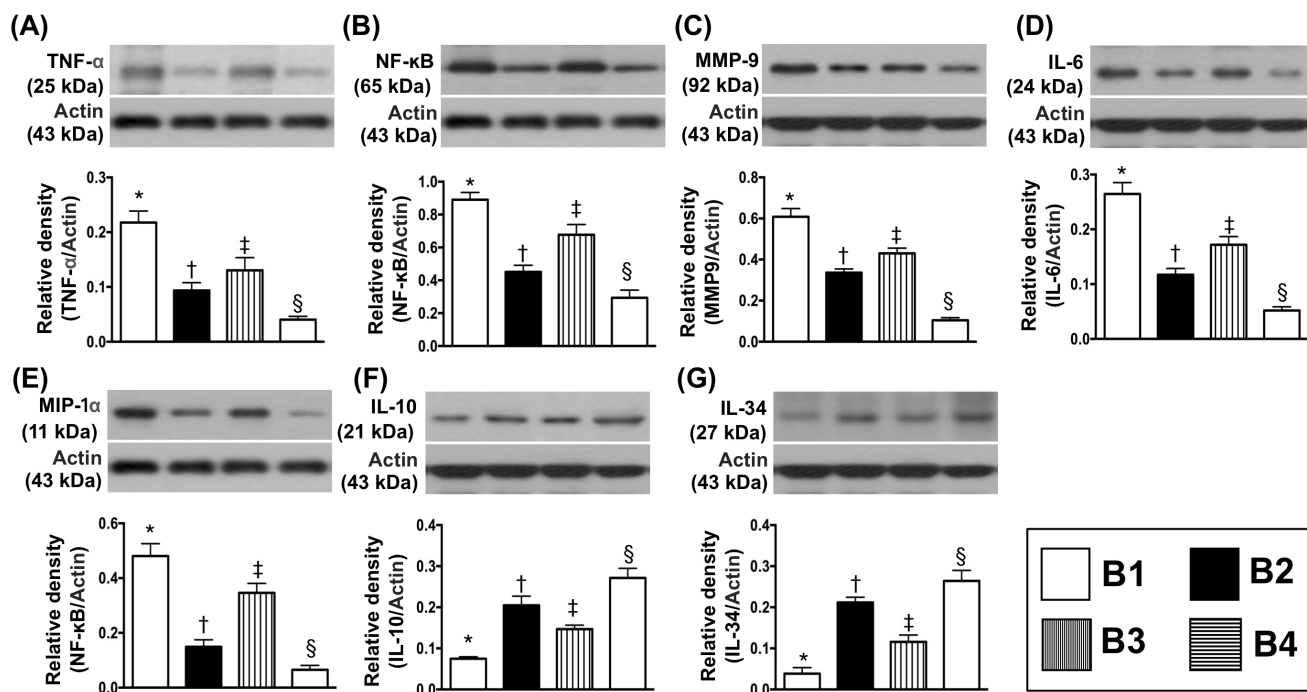 (A)
TNF-α
(25 kDa)
Actin
(43 kDa)
Relative density
(TNF-α/Actin)
0.3
0.2
0.1
0.0
*
†
‡
§
(B)
NF-κB
(65 kDa)
Actin
(43 kDa)
Relative density
(NF-κB/Actin)
1.0
0.8
0.6
0.4
0.2
0.0
*
†
‡
§
(C)
MMP-9
(92 kDa)
Actin
(43 kDa)
Relative density
(MMP9/Actin)
0.8
0.6
0.4
0.2
0.0
*
†
‡
§
(D)
IL-6
(24 kDa)
Actin
(43 kDa)
Relative density
(IL-6/Actin)
0.3
0.2
0.1
0.0
*
†
‡
§
(E)
MIP-1α
(11 kDa)
Actin
(43 kDa)
Relative density
(NF-κB/Actin)
0.6
0.4
0.2
0.0
*
†
‡
§
(F)
IL-10
(21 kDa)
Actin
(43 kDa)
Relative density
(IL-10/Actin)
0.4
0.3
0.2
0.1
0.0
*
†
‡
§
(G)
IL-34
(27 kDa)
Actin
(43 kDa)
Relative density
(IL-34/Actin)
0.4
0.3
0.2
0.1
0.0
*
†
‡
§
B1
B2
B3
B4